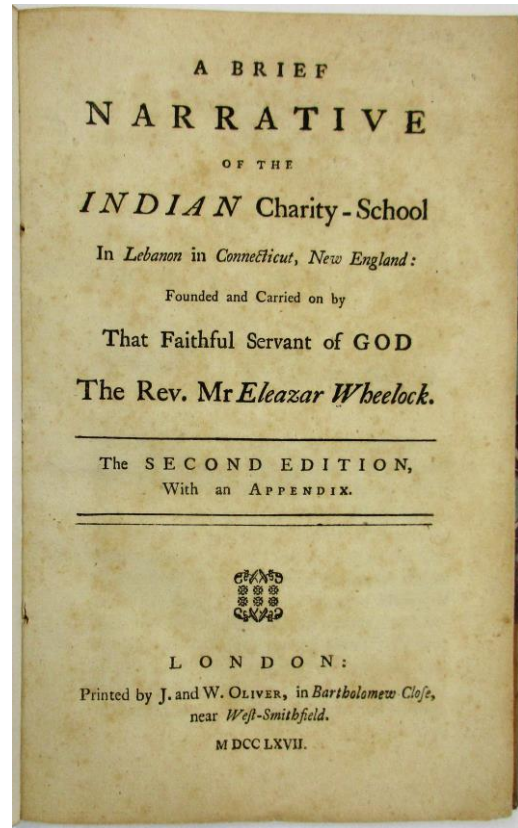 A BRIEF
NARRATIVE
OF THE
INDIAN Charity-School
In Lebanon in Connecticut, New England:
Founded and Carried on by
That Faithful Servant of GOD
The Rev. Mr Eleazar Wheelock.
The SECOND EDITION,
With an APPENDIX.
LONDON:
Printed by J. and W. OLIVER, in Bartholomew Cloſe,
near Weſt-Smithfield.
M DCC LXVII.